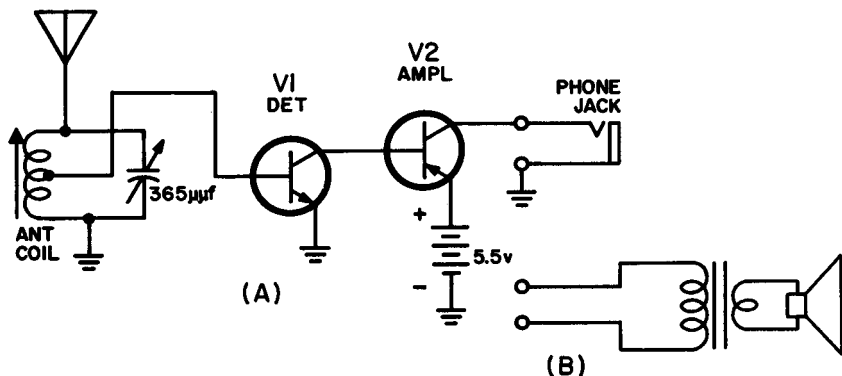 V1
DET
V2
AMPL
PHONE
JACK
365μμf
ANT
COIL
+
5.5v
-
(A)
(B)